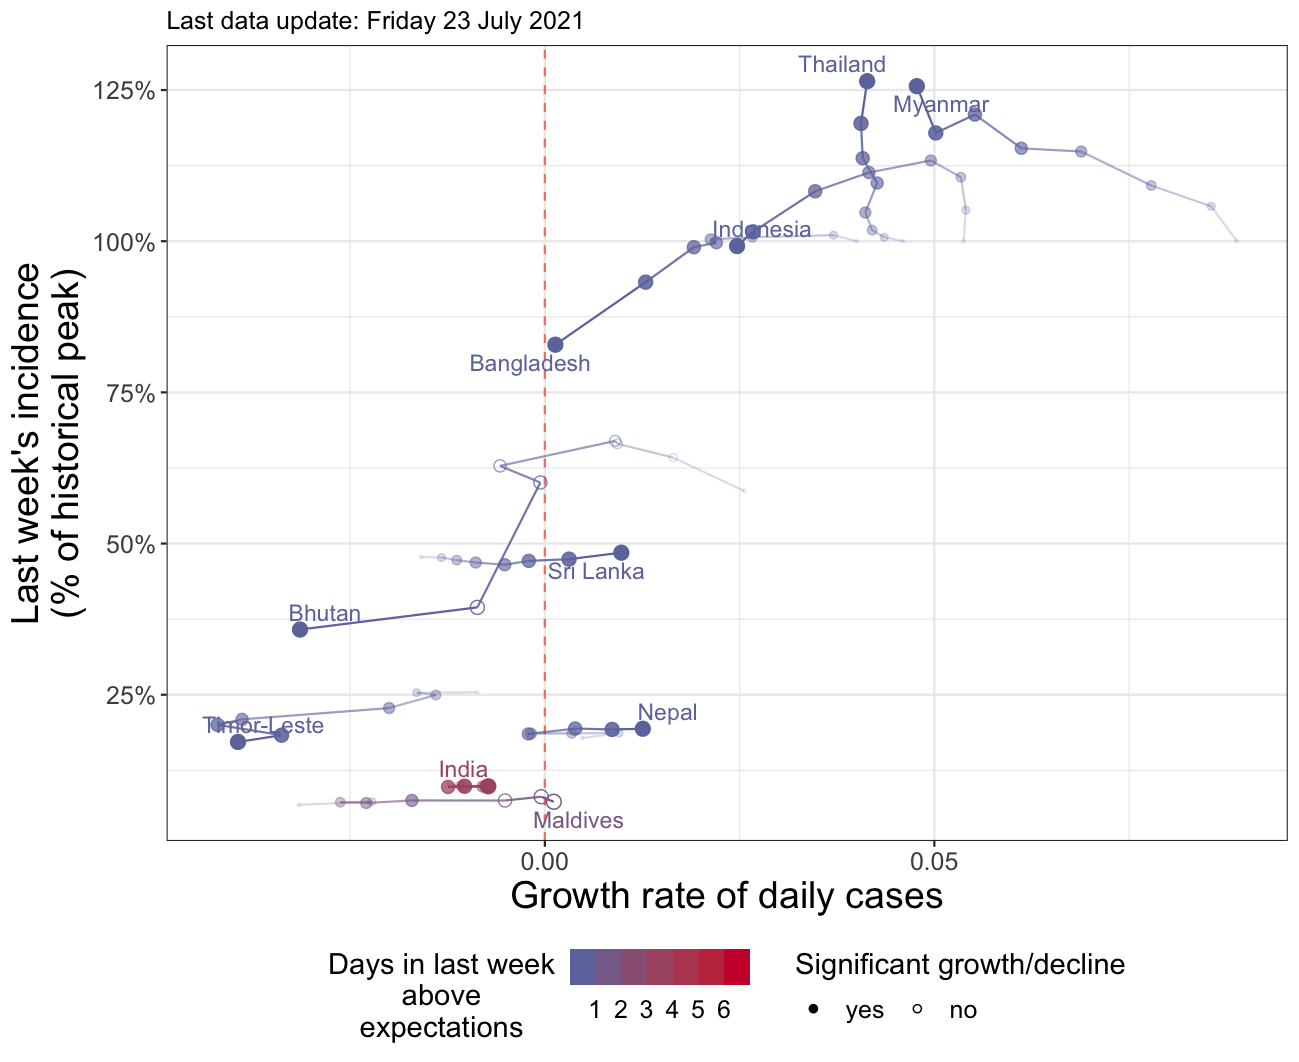 Last data update: Friday 23 July 2021
Last week's incidence
(% of historical peak)
125%
100%
75%
50%
25%
Thailand
Myanmar
Indonesia
Bangladesh
Sri Lanka
Bhutan
Nepal
Timor-Leste
India
Maldives
0.00
0.05
Growth rate of daily cases
Days in last week
above
expectations
1 2 3 4 5 6
Significant growth/decline
yes
no